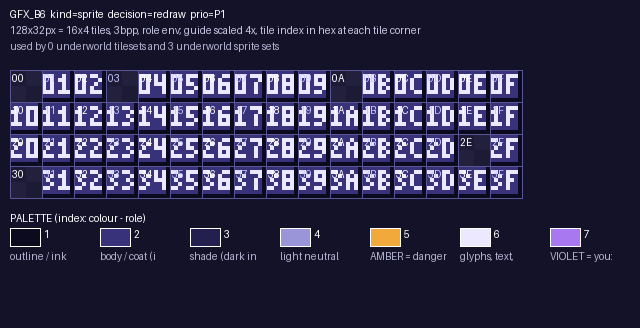 GFX_B6 kind=sprite decision=redraw prio=P1
128x32px = 16x4 tiles, 3bpp, role env; guide scaled 4x, tile index in hex at each tile corner
used by 0 underworld tilesets and 3 underworld sprite sets
00 01 02 03 04 05 06 07 08 09 0A 0B 0C 0D 0E 0F
10 11 12 13 14 15 16 17 18 19 1A 1B 1C 1D 1E 1F
20 21 22 23 24 25 26 27 28 29 2A 2B 2C 2D 2E 2F
30 31 32 33 34 35 36 37 38 39 3A 3B 3C 3D 3E 3F
PALETTE (index: colour - role)
1 2 3 4 5 6 7
outline / ink body / coat (i shade (dark in light neutral AMBER = danger glyphs, text, VIOLET = you: